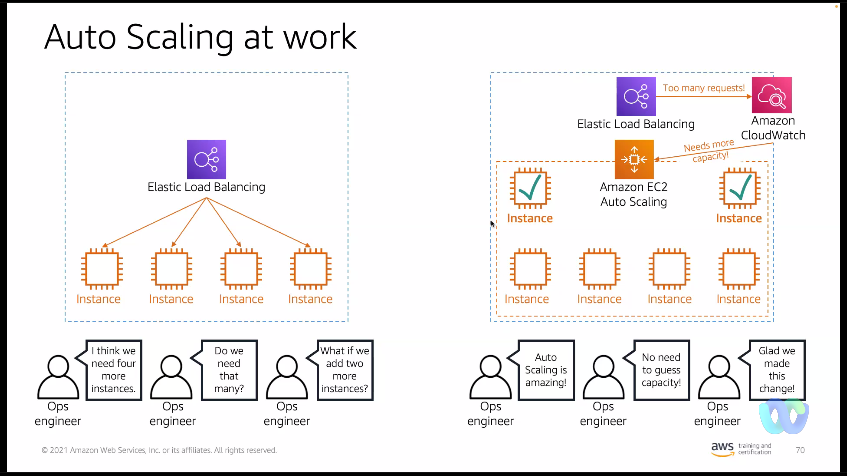 Auto Scaling at work
Elastic Load Balancing
Instance
Instance
Instance
Instance
I think we
need four
more
instances.
Ops
engineer
Do we
need
that
many?
Ops
engineer
What if we
add two
more
instances?
Ops
engineer
Too many requests!
Elastic Load Balancing
Amazon
CloudWatch
Needs more
capacity!
Amazon EC2
Auto Scaling
Instance
Instance
Instance
Instance
Instance
Instance
Auto
Scaling is
amazing!
Ops
engineer
No need
to guess
capacity!
Ops
engineer
Glad we
made
this
change!
Ops
engineer
© 2021 Amazon Web Services, Inc. or its affiliates. All rights reserved.
aws training and
certification
70